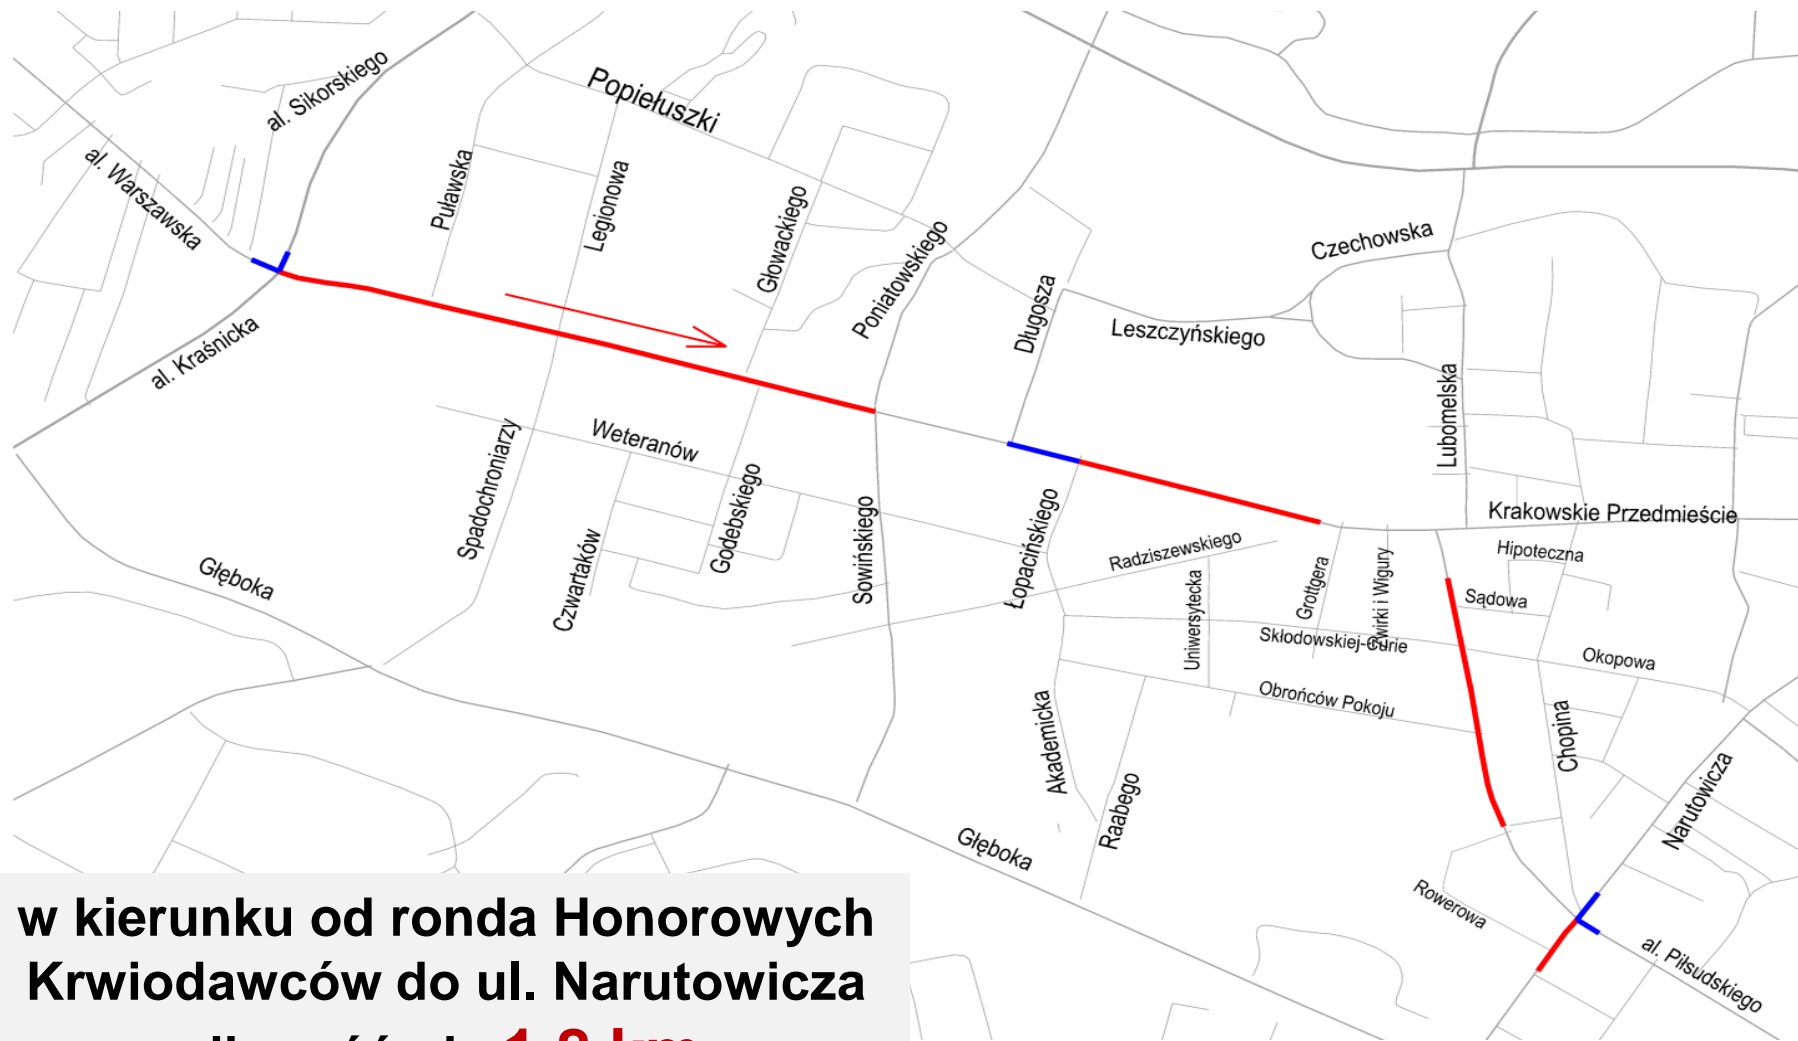 al. Sikorskiego
Popiełuszki
al. Warszawska
Puławska
Legionowa
Głowackiego
Poniatowskiego
Długosza
Czechowska
Leszczyńskiego
al. Kraśnicka
Lubomelska
Weteranów
Spadochroniarzy
Godebskiego
Czwartaków
Sowińskiego
Łopacińskiego
Krakowskie Przedmieście
Radziszewskiego
Hipoteczna
Grottgera
Uniwersytecka
i Wigury
Sądowa
Głęboka
Skłodowskiej-Curie
Okopowa
Obrońców Pokoju
Akademicka
Chopina
Raabego
Narutowicza
Głęboka
Rowerowa
al. Piłsudskiego
w kierunku od ronda Honorowych
Krwiodawców do ul. Narutowicza